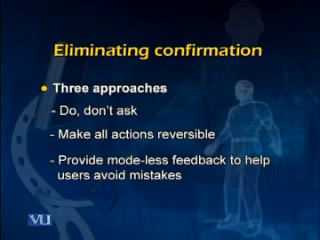 Eliminating confirmation
• Three approaches
- Do, don't ask
- Make all actions reversible
- Provide mode-less feedback to help
users avoid mistakes
VU